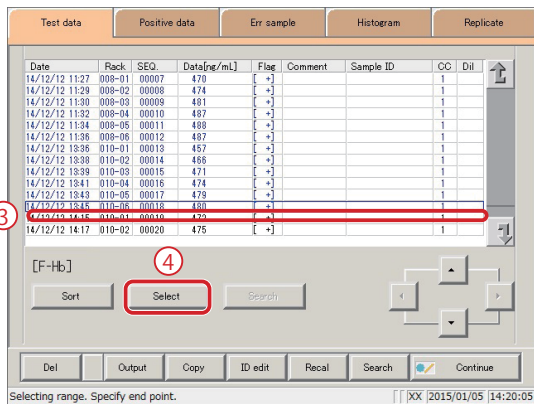 Test data Positive data Err sample Histogram Replicate
Date Rack SEQ. Data[ng/mL] Flag Comment Sample ID CC Dil
14/12/12 11:27 008-01 00007 470 [ +] 1
14/12/12 11:29 008-02 00008 474 [ +] 1
14/12/12 11:30 008-03 00009 481 [ +] 1
14/12/12 11:32 008-04 00010 487 [ +] 1
14/12/12 11:34 008-05 00011 488 [ +] 1
14/12/12 11:36 008-06 00012 487 [ +] 1
14/12/12 13:36 010-01 00013 457 [ +] 1
14/12/12 13:38 010-02 00014 466 [ +] 1
14/12/12 13:39 010-03 00015 471 [ +] 1
14/12/12 13:41 010-04 00016 474 [ +] 1
14/12/12 13:43 010-05 00017 479 [ +] 1
14/12/12 13:45 010-06 00018 480 [ +] 1
3 14/12/12 14:15 010-01 00019 472 [ +] 1
14/12/12 14:17 010-02 00020 475 [ +] 1
[F-Hb] 4
Sort Select Search
Del Output Copy ID edit Recal Search Continue
Selecting range. Specify end point. XX 2015/01/05 14:20:05